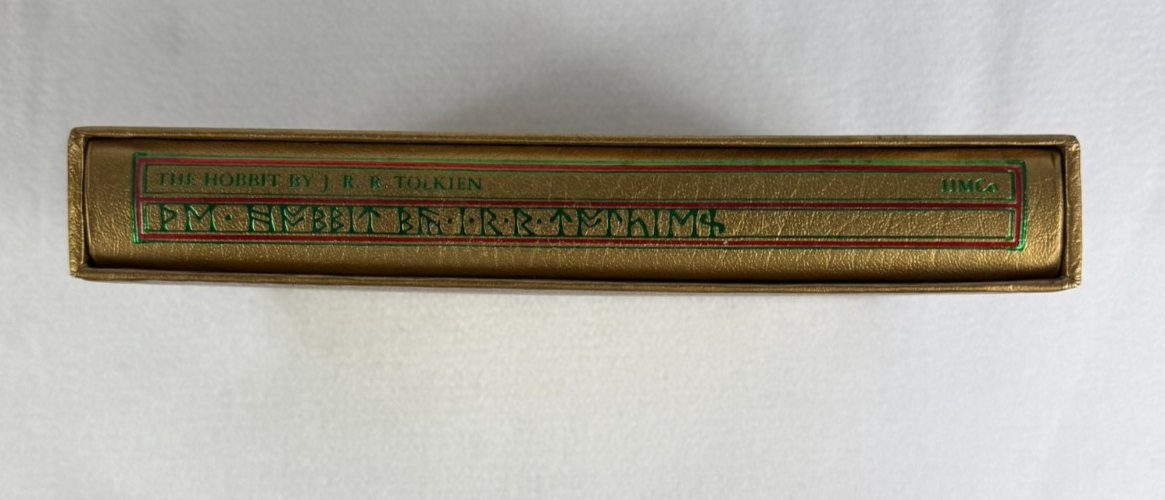 THE HOBBIT BY J. R. R. TOLKIEN HMCo
ᚦᛖ· ᚻᚩᛒᛒᛁᛏ ᛒᚣ·ᛁ·ᚱ·ᚱ·ᛏᚩᛚᚳᛁᛖᚾ